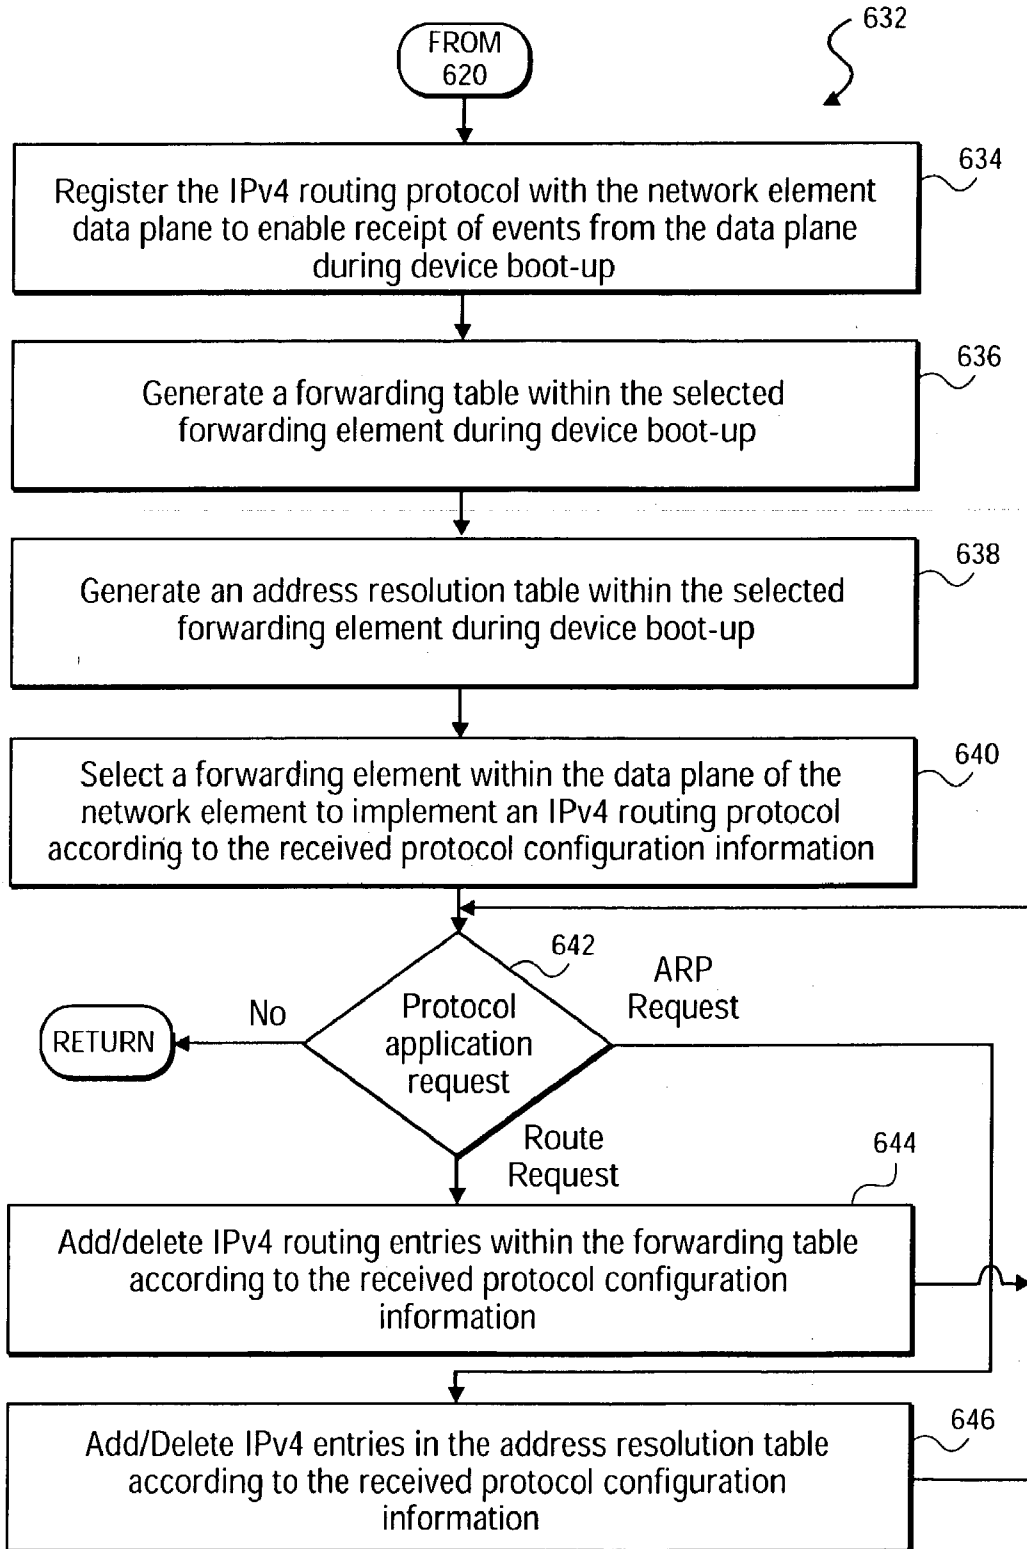 FROM
620
632
634
Register the IPv4 routing protocol with the network element
data plane to enable receipt of events from the data plane
during device boot-up
636
Generate a forwarding table within the selected
forwarding element during device boot-up
638
Generate an address resolution table within the selected
forwarding element during device boot-up
640
Select a forwarding element within the data plane of the
network element to implement an IPv4 routing protocol
according to the received protocol configuration information
642
ARP
Request
No
RETURN
Protocol
application
request
Route
Request
644
Add/delete IPv4 routing entries within the forwarding table
according to the received protocol configuration
information
646
Add/Delete IPv4 entries in the address resolution table
according to the received protocol configuration
information